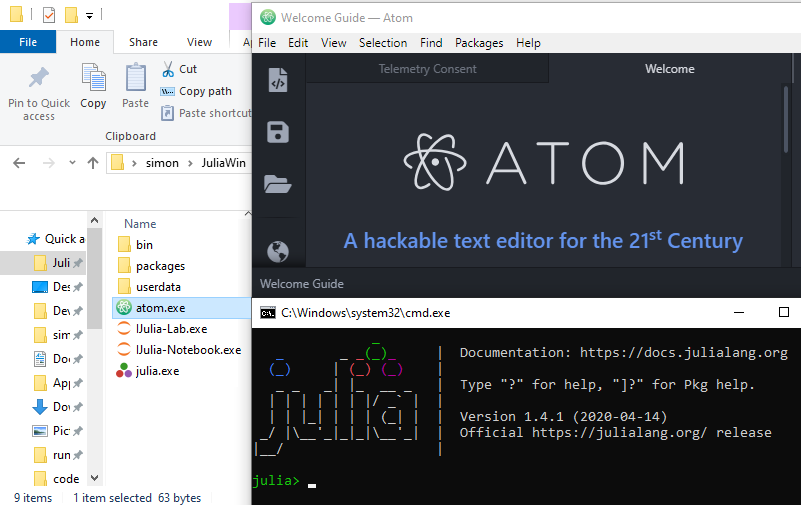 File
Home
Share
View
Pin to Quick
access
Copy
Paste
Cut
Copy path
Paste shortcut
Clipboard
simon > JuliaWin
Quick a
Juli
Des
Dev
sim
Doc
App
Dov
Pic
run
code
Name
bin
packages
userdata
atom.exe
IJulia-Lab.exe
IJulia-Notebook.exe
julia.exe
9 items
1 item selected 63 bytes
Welcome Guide — Atom
File Edit View Selection Find Packages Help
Telemetry Consent
Welcome
ATOM
A hackable text editor for the 21st Century
Welcome Guide
C:\Windows\system32\cmd.exe
Documentation: https://docs.julialang.org
Type "?" for help, "]?" for Pkg help.
Version 1.4.1 (2020-04-14)
Official https://julialang.org/ release
julia>